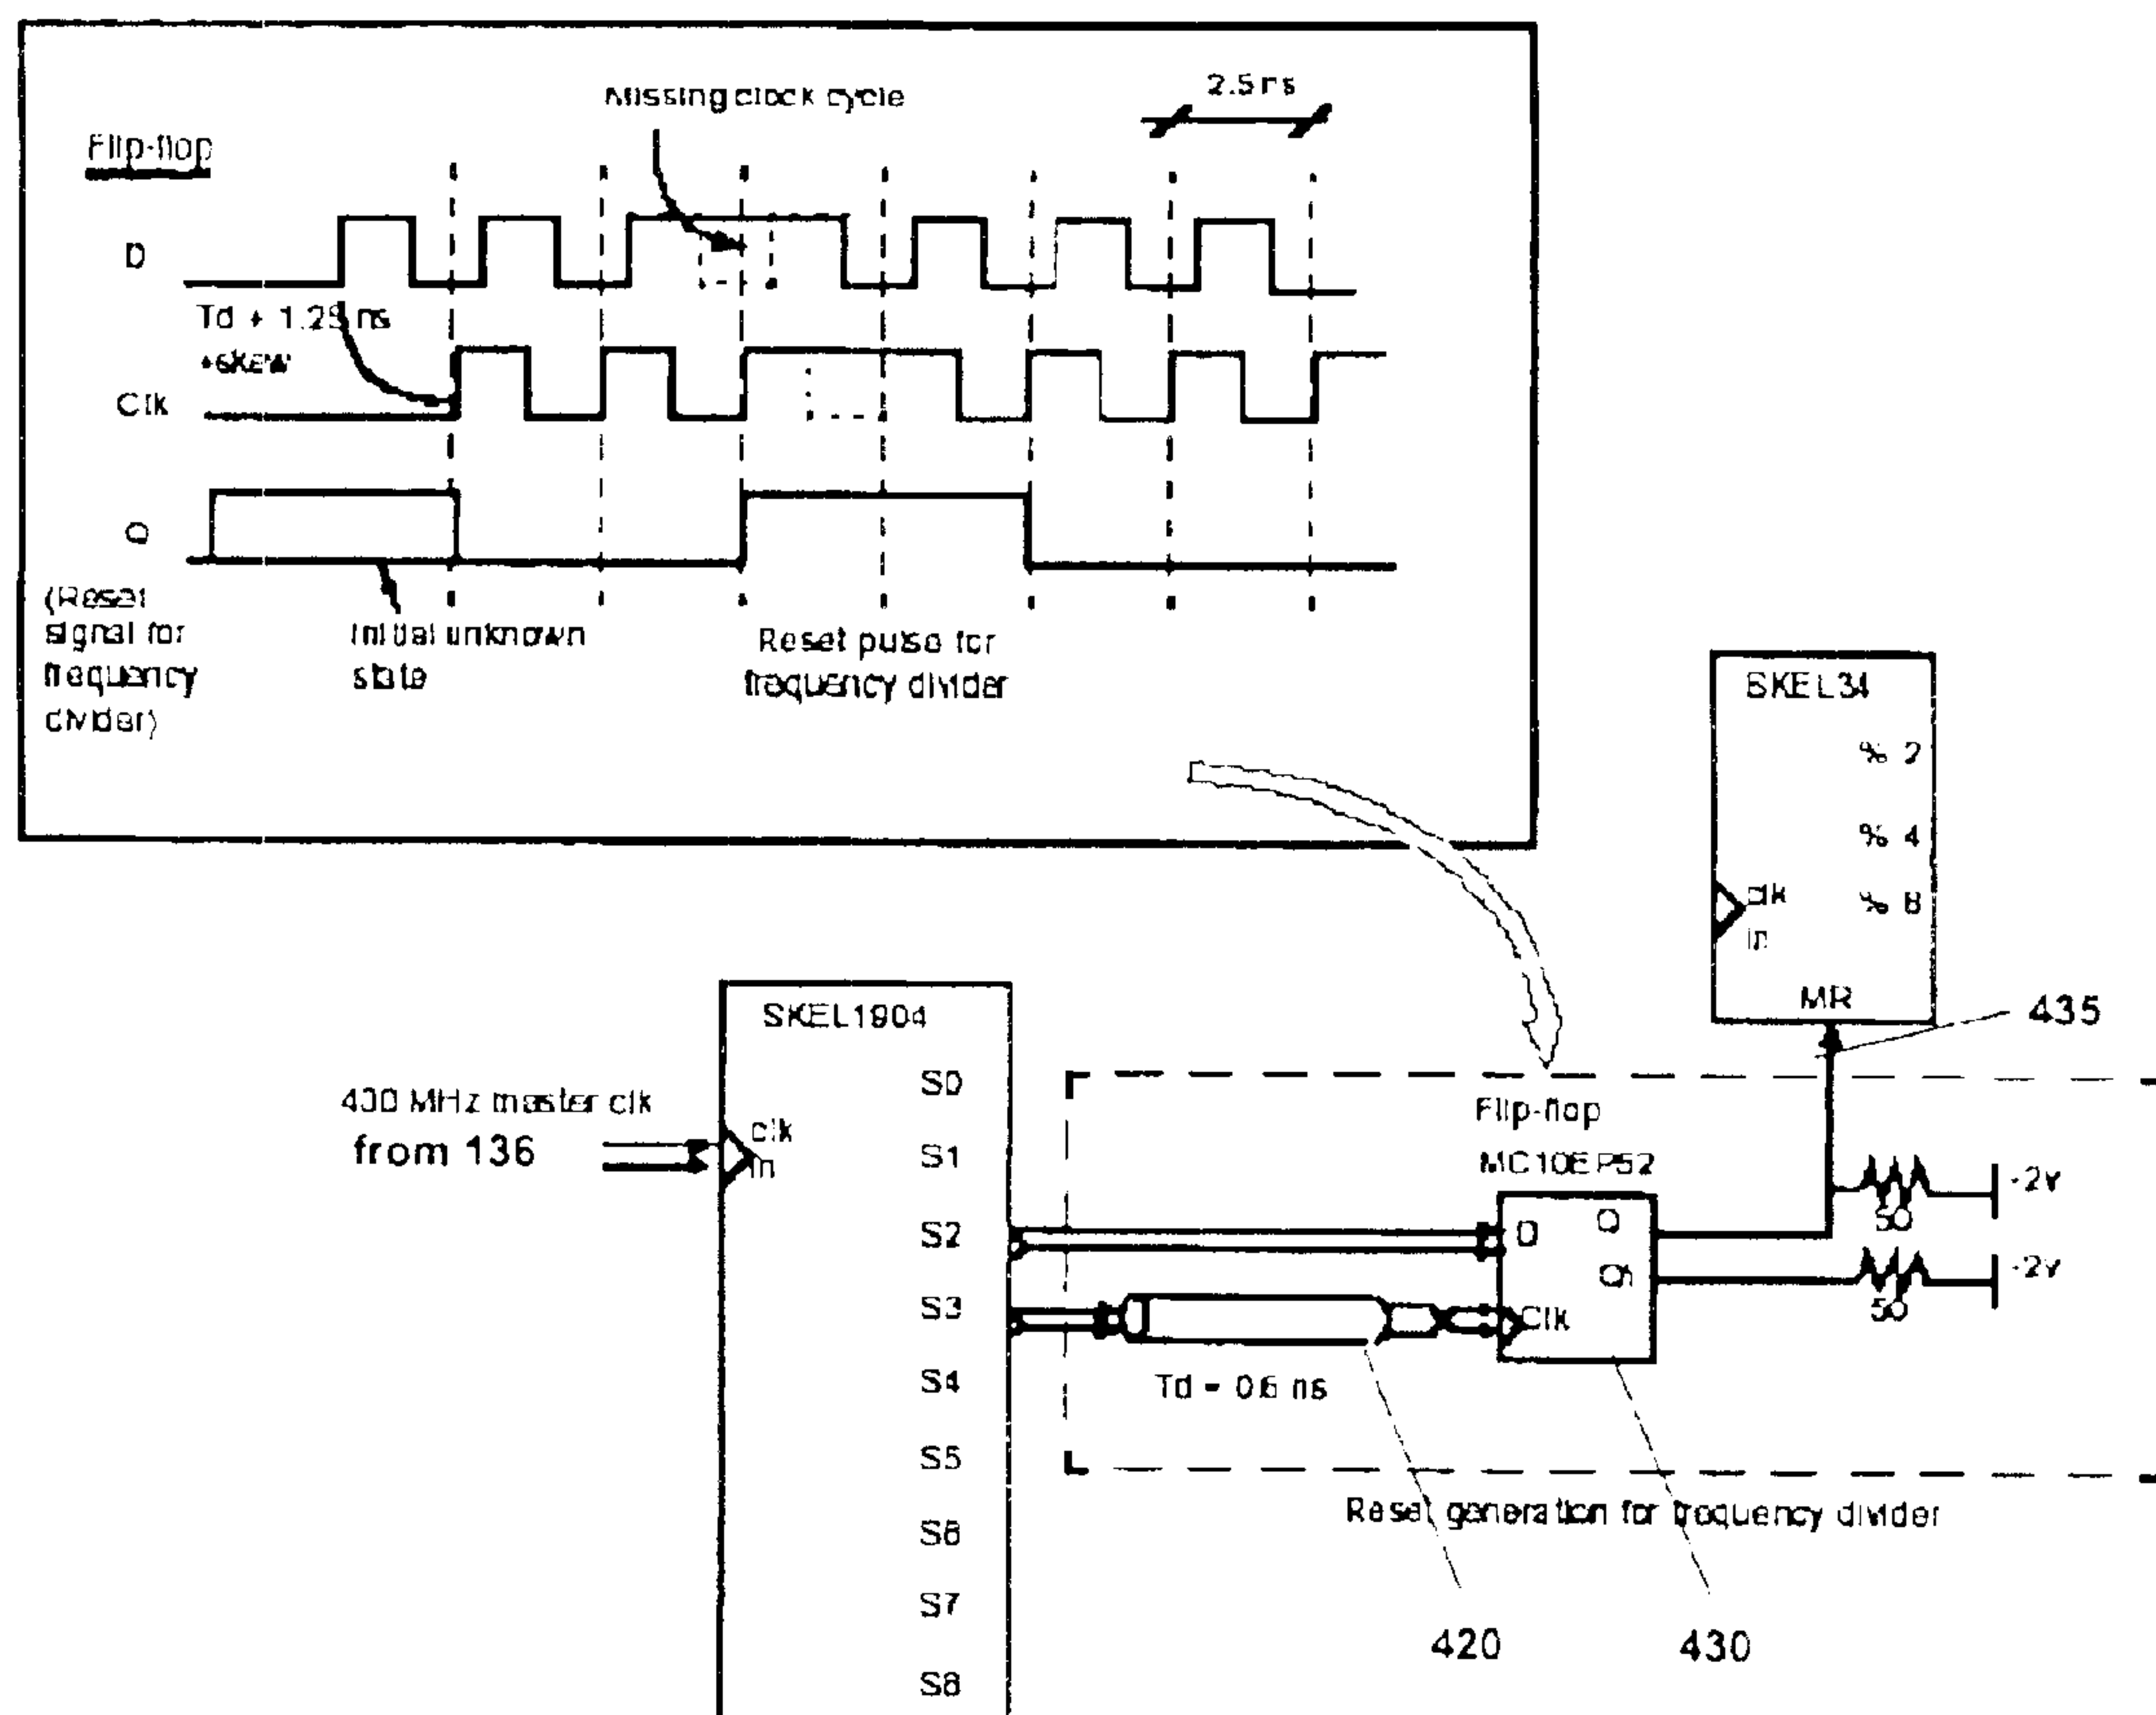 Missing clock cycle
2.5 ns
Flip-flop
D
Td + 1.25 ns
+SKEW
Clk
Q
(Reset
signal for
frequency
divider)
Initial unknown
state
Reset pulse for
frequency divider
SKEL34
% 2
% 4
% 8
clk
in
MR
435
SKEL1904
400 MHz master clk
from 136
clk
in
S0
S1
S2
S3
S4
S5
S6
S7
S8
Flip-flop
MC10EP52
D
Q
Clk
-2v
50
-2v
50
Td = 0.6 ns
Reset generation for frequency divider
420
430